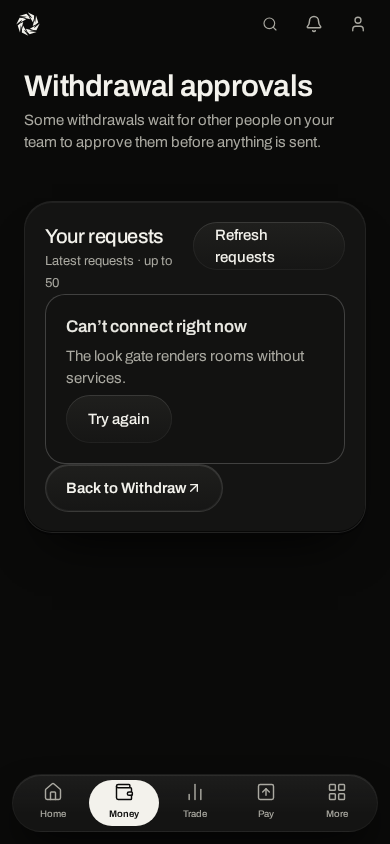 Withdrawal approvals
Some withdrawals wait for other people on your
team to approve them before anything is sent.
Your requests
Latest requests · up to
50
Refresh
requests
Can’t connect right now
The look gate renders rooms without
services.
Try again
Back to Withdraw
Home
Money
Trade
Pay
More